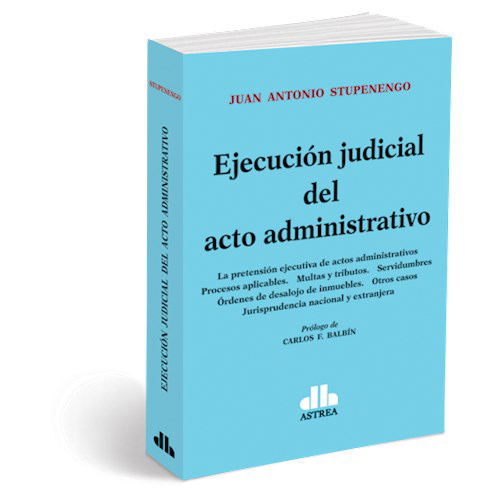 STUPENENGO
EJECUCIÓN JUDICIAL DEL ACTO ADMINISTRATIVO
JUAN ANTONIO STUPENENGO
Ejecución judicial
del
acto administrativo
La pretensión ejecutiva de actos administrativos
Procesos aplicables. Multas y tributos. Servidumbres
Órdenes de desalojo de inmuebles. Otros casos
Jurisprudencia nacional y extranjera
Prólogo de
CARLOS F. BALBÍN
ASTREA